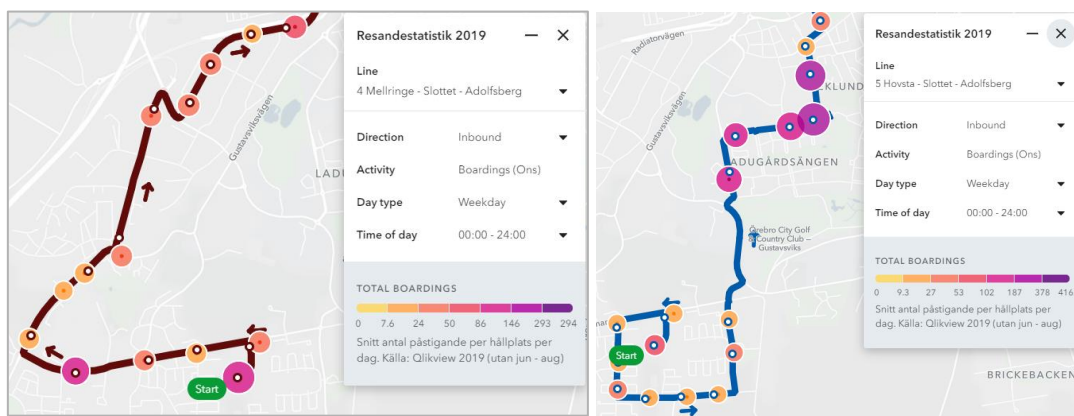 Gustavsviksvägen
LADU
Start
Resandestatistik 2019
Line
4 Mellringe - Slottet - Adolfsberg
Direction Inbound
Activity Boardings (Ons)
Day type Weekday
Time of day 00:00 - 24:00
TOTAL BOARDINGS
0 7.6 24 50 86 146 293 294
Snitt antal påstigande per hållplats per
dag. Källa: Qlikview 2019 (utan jun - aug)
Radiatorvägen
Gustavsviksvägen
EKLUND
ADUGÅRDSÄNGEN
Örebro City Golf
& Country Club –
Gustavsviks
Start
BRICKEBACKEN
Resandestatistik 2019
Line
5 Hovsta - Slottet - Adolfsberg
Direction Inbound
Activity Boardings (Ons)
Day type Weekday
Time of day 00:00 - 24:00
TOTAL BOARDINGS
0 9.3 27 53 102 187 378 416
Snitt antal påstigande per hållplats per
dag. Källa: Qlikview 2019 (utan jun - aug)